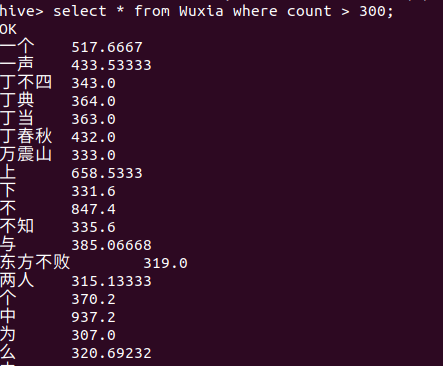 hive> select * from Wuxia where count > 300;
OK
一个 517.6667
一声 433.53333
丁不四 343.0
丁典 364.0
丁当 363.0
丁春秋 432.0
万震山 333.0
上 658.5333
下 331.6
不 847.4
不知 335.6
与 385.06668
东方不败 319.0
两人 315.13333
个 370.2
中 937.2
为 307.0
么 320.69232